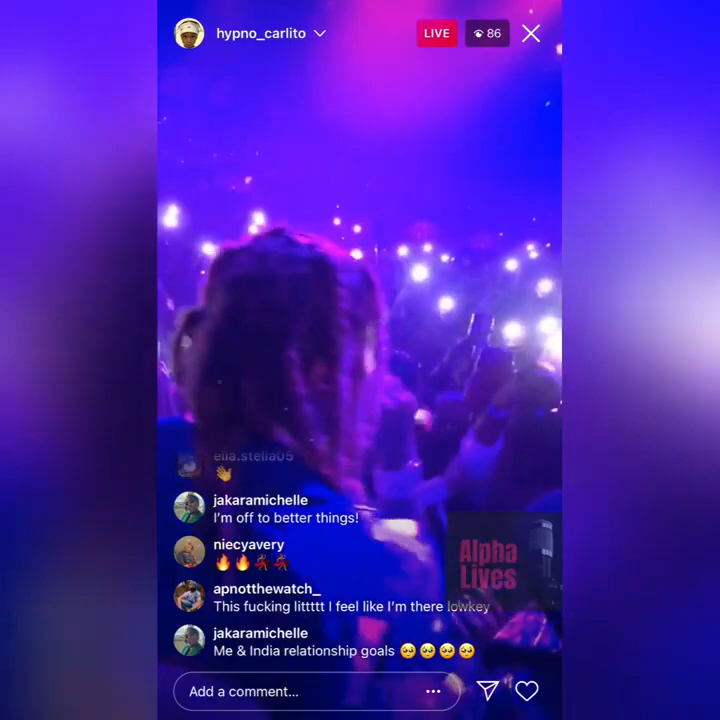 hypno_carlito
LIVE
86
ella.stella05
👋
jakaramichelle
I'm off to better things!
niecyavery
🔥🔥💃💃
apnotthewatch_
This fucking littttt I feel like I'm there lowkey
jakaramichelle
Me & India relationship goals 🥺🥺🥺🥺
Alpha
Lives
Add a comment...